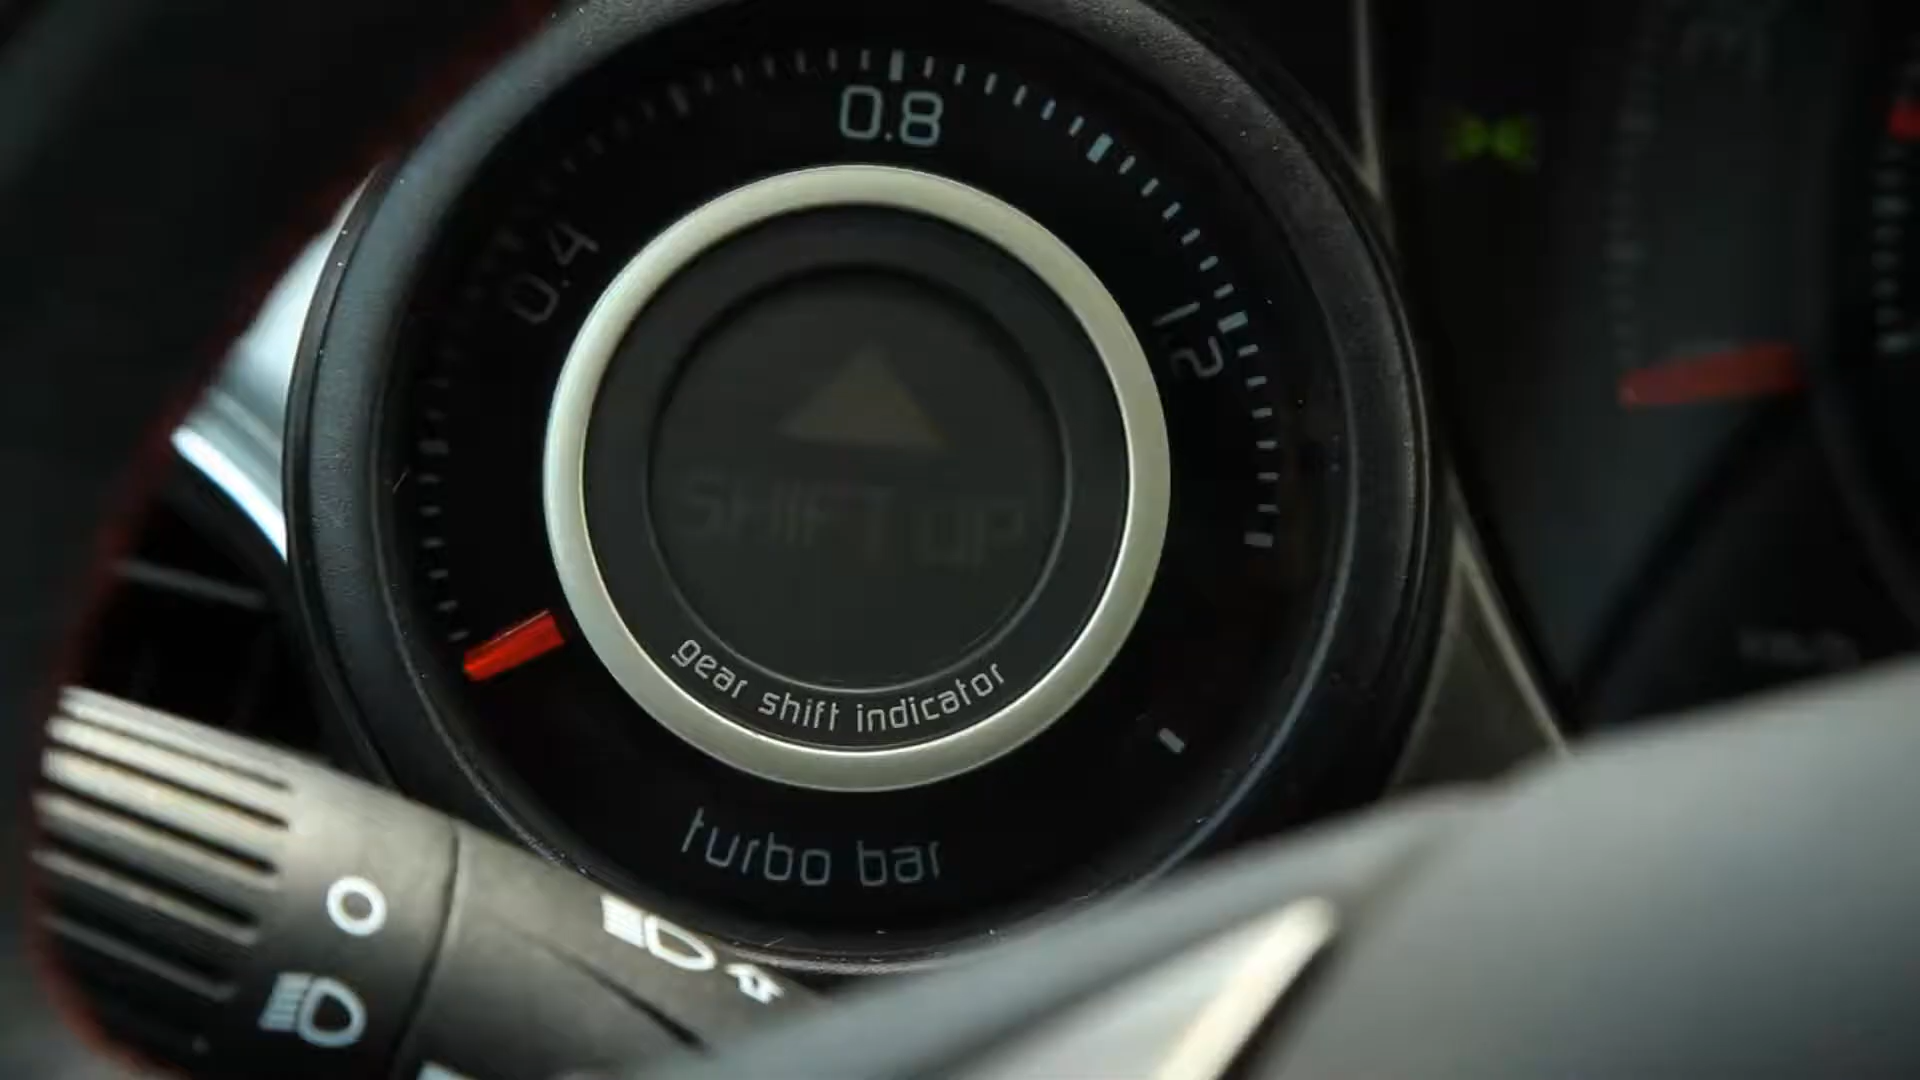 0.8
0.4
1.2
SHIFT UP
gear shift indicator
turbo bar